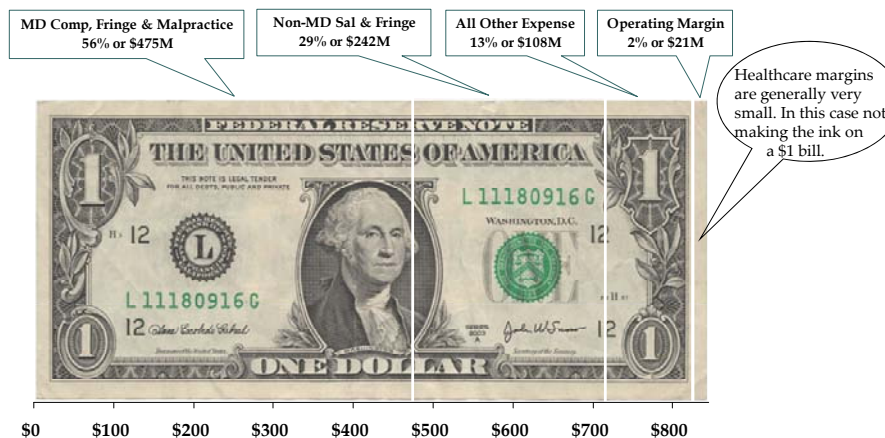 MD Comp, Fringe & Malpractice
56% or $475M
Non-MD Sal & Fringe
29% or $242M
All Other Expense
13% or $108M
Operating Margin
2% or $21M
Healthcare margins
are generally very
small. In this case not
making the ink on
a $1 bill.
FEDERAL RESERVE NOTE
THE UNITED STATES OF AMERICA
THIS NOTE IS LEGAL TENDER
FOR ALL DEBTS, PUBLIC AND PRIVATE
L 11180916 G
WASHINGTON, D.C.
1
1
12
12
L
ONE
L 11180916 G
12
12
SERIES
2003
A
1
1
ONE DOLLAR
$0
$100
$200
$300
$400
$500
$600
$700
$800